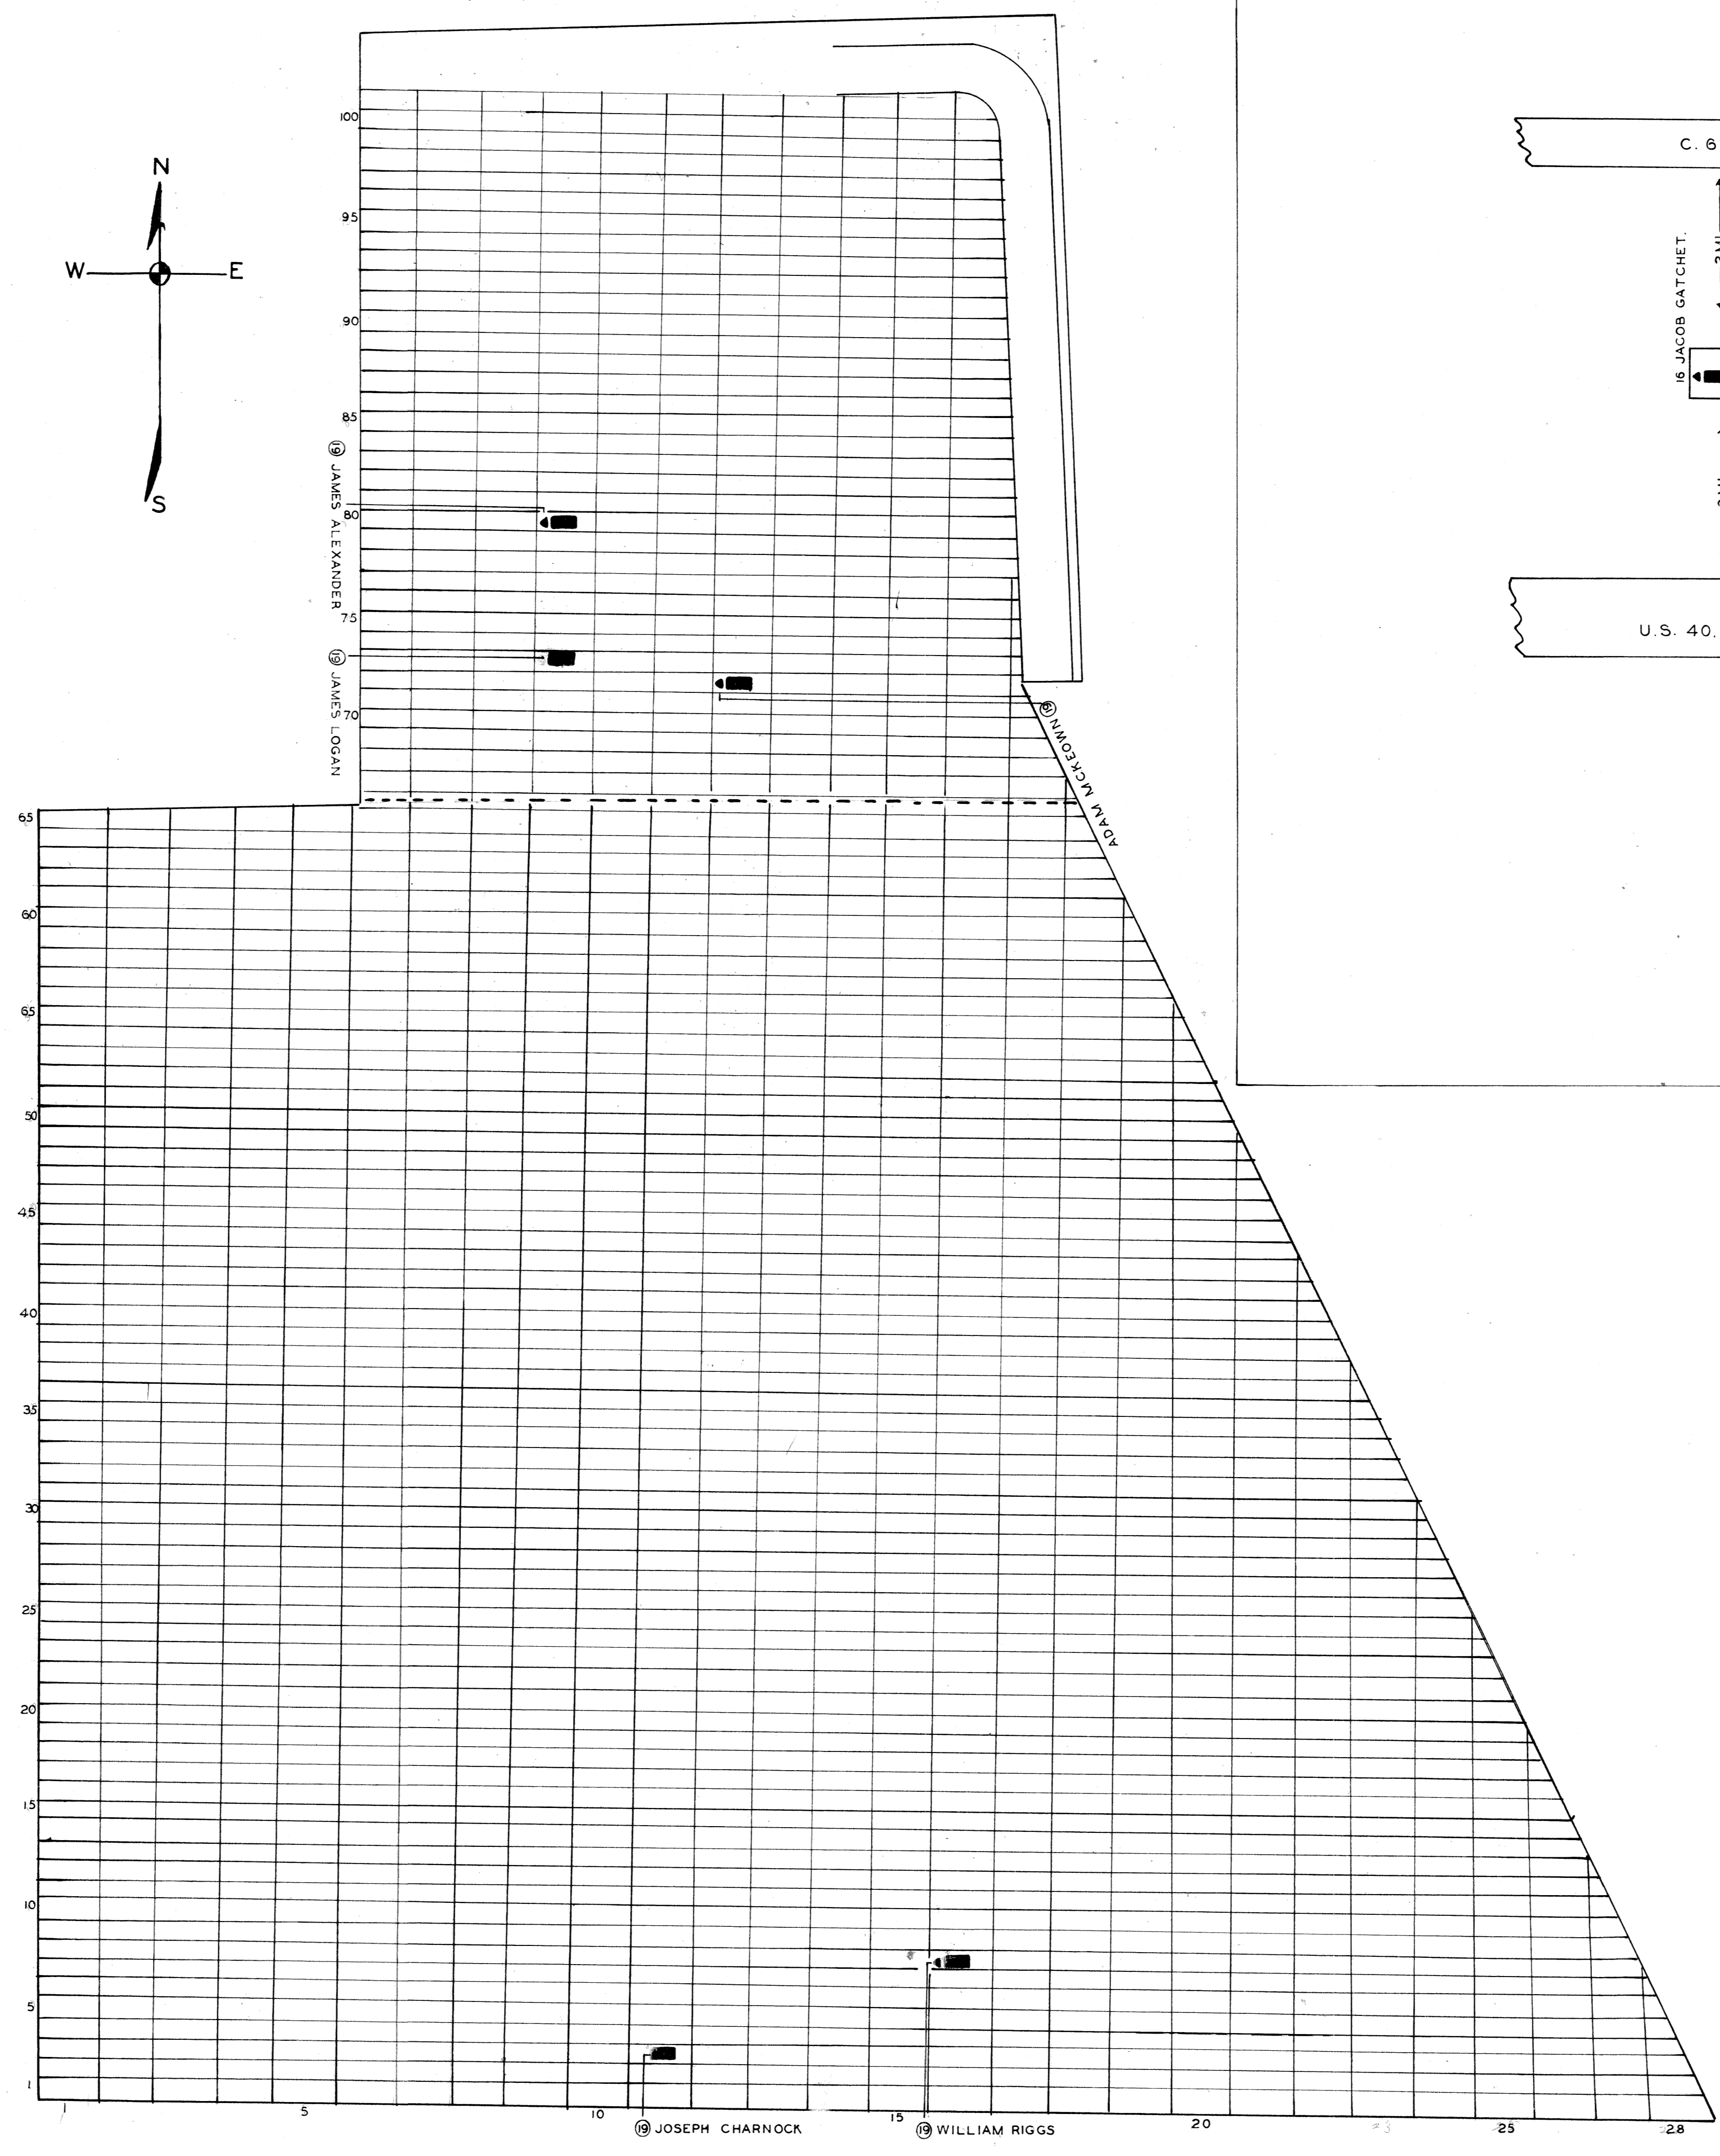 N
W E
S
100
95
90
85
80
75
70
⑲ JAMES ALEXANDER
⑲ JAMES LOGAN
⑲ ADAM MCKEOWN
65
60
65
50
45
40
35
30
25
20
15
10
5
1
1 5 10 15 20 25 28
⑲ JOSEPH CHARNOCK
⑲ WILLIAM RIGGS
C. 6
16 JACOB GATCHET.
U.S. 40.